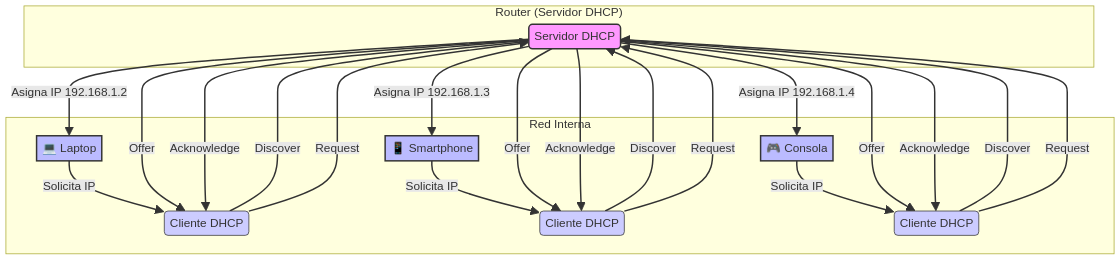 Router (Servidor DHCP)
Servidor DHCP
Asigna IP 192.168.1.2
Asigna IP 192.168.1.3
Asigna IP 192.168.1.4
Red Interna
💻 Laptop
Offer
Acknowledge
Discover
Request
📱 Smartphone
Offer
Acknowledge
Discover
Request
🎮 Consola
Offer
Acknowledge
Discover
Request
Solicita IP
Solicita IP
Solicita IP
Cliente DHCP
Cliente DHCP
Cliente DHCP